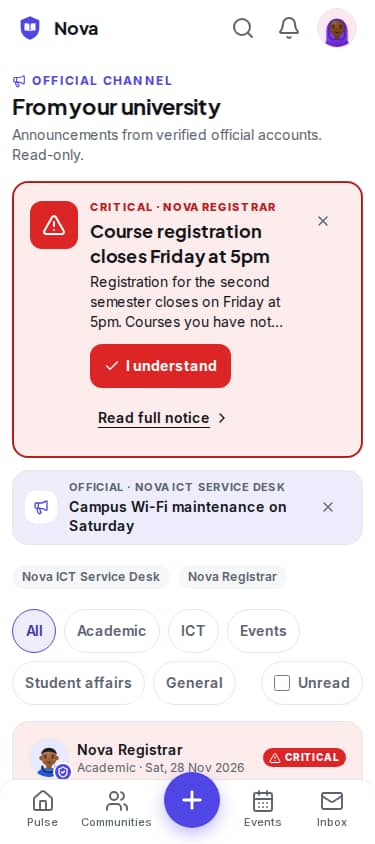 Nova
OFFICIAL CHANNEL
From your university
Announcements from verified official accounts.
Read-only.
CRITICAL · NOVA REGISTRAR
Course registration
closes Friday at 5pm
Registration for the second
semester closes on Friday at
5pm. Courses you have not...
I understand
Read full notice
OFFICIAL · NOVA ICT SERVICE DESK
Campus Wi-Fi maintenance on
Saturday
Nova ICT Service Desk Nova Registrar
All Academic ICT Events
Student affairs General Unread
Nova Registrar
CRITICAL
Academic · Sat, 28 Nov 2026
Pulse Communities Events Inbox